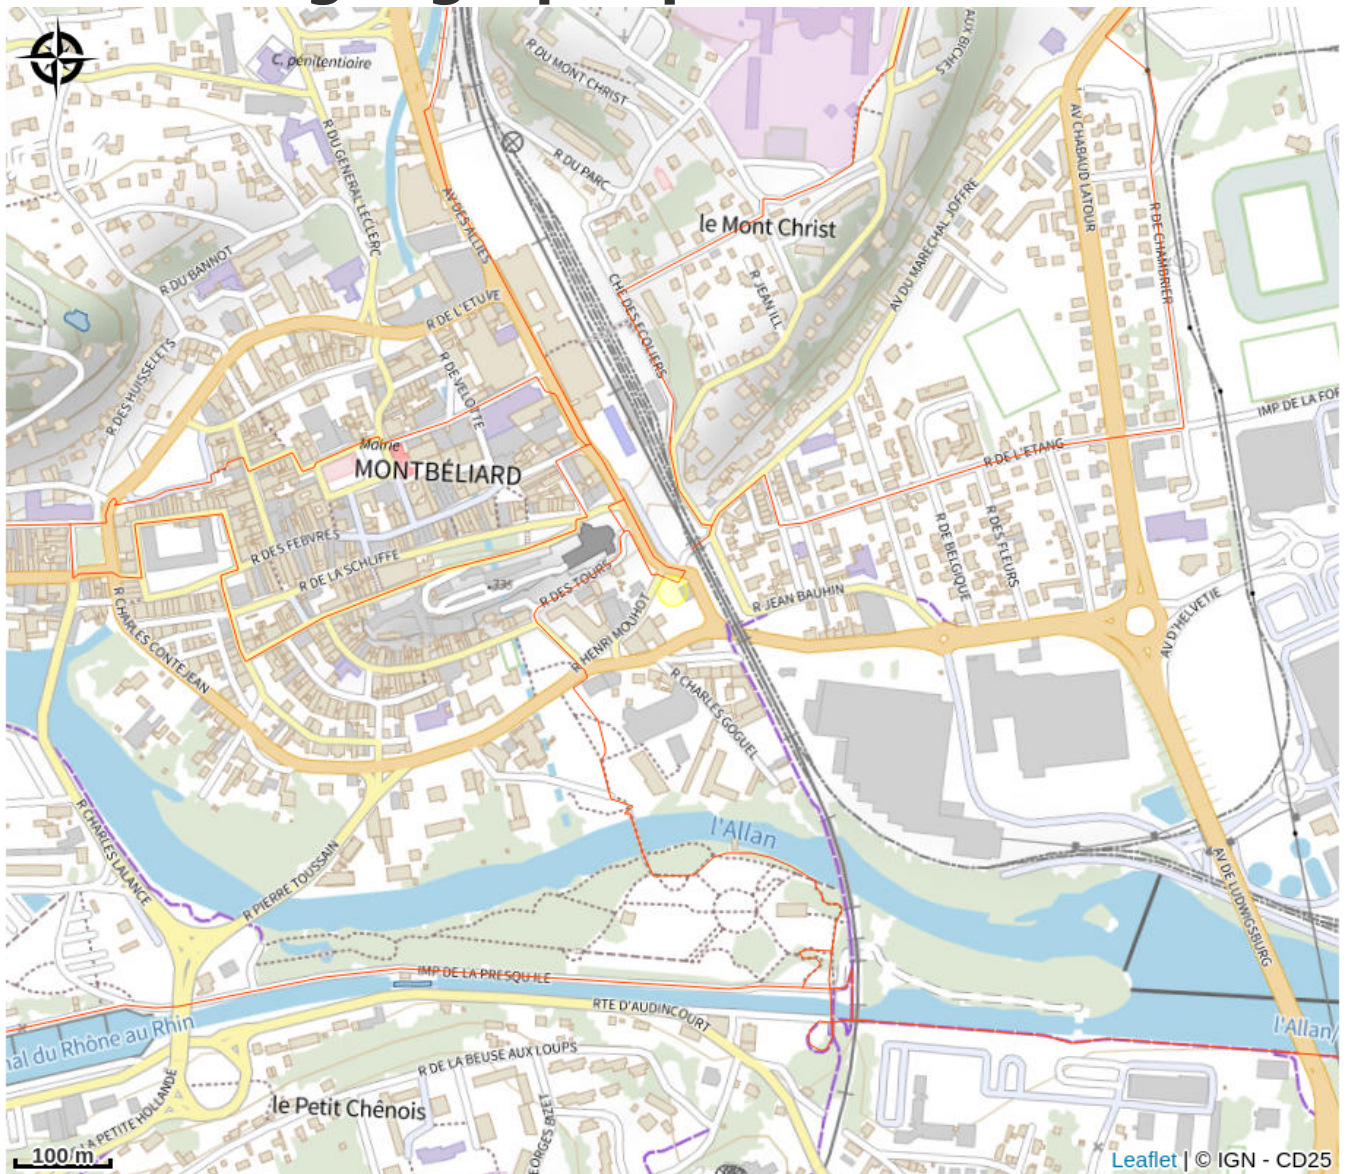 C. pénitentiaire
R DU MONT CHRIST
AUX BICHES
R DU GENERAL LECLERC
R DU PARC
AV CHABAUD LATOUR
AV DES ALLIES
le Mont Christ
AV DU MARECHAL JOFFRE
R DE CHAMBRIER
R DU BANNOT
R JEAN ILL
CHE DES ECOLIERS
R DE L'ETUVE
R DE VELOTTE
R DES HUISSELETS
IMP DE LA FOR
Mairie
MONTBÉLIARD
R DE L'ETANG
R DES FEBVRES
R DE LA SCHLIFFE
R DE BELGIQUE
R DES FLEURS
335
R DES TOURS
R JEAN BAUHIN
R HENRI MOUHOT
AV D'HELVETIE
R CHARLES CONTEJEAN
R CHARLES GOGUEL
l'Allan
R CHARLES LALANCE
R PIERRE TOUSSAIN
AV DE LUDWIGSBURG
IMP DE LA PRESQU ILE
RTE D'AUDINCOURT
nal du Rhône au Rhin
l'Allan
R DE LA BEUSE AUX LOUPS
LA PETITE HOLLANDE
le Petit Chênois
100 m
Leaflet | © IGN - CD25